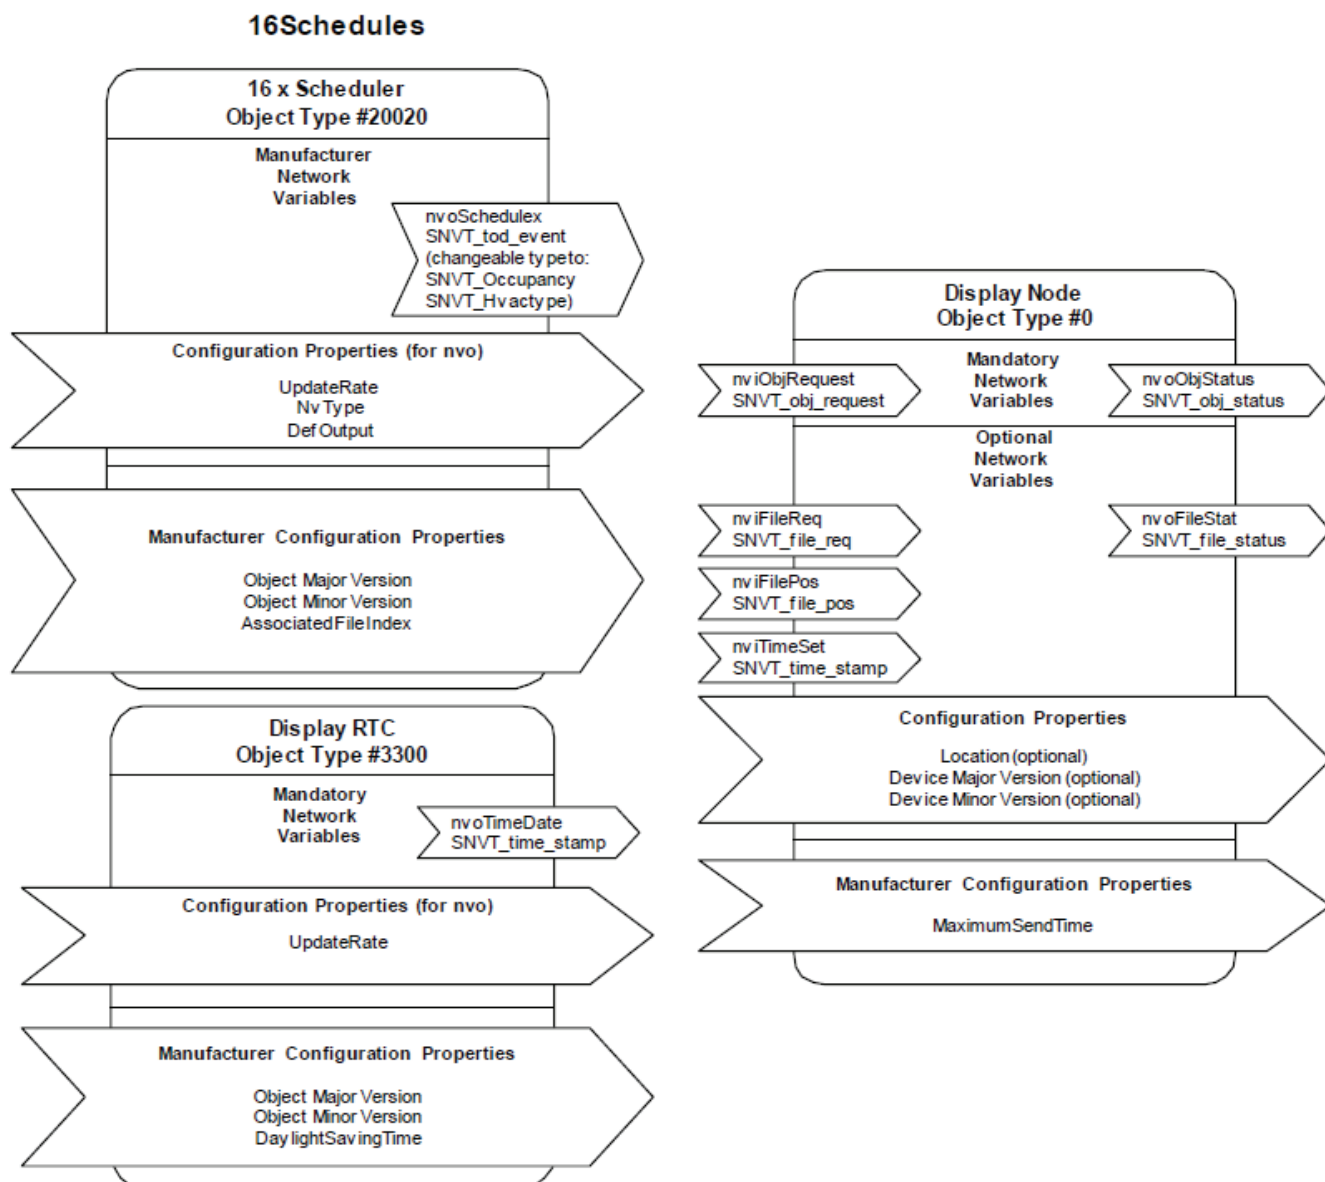 16Schedules
16 x Scheduler
Object Type #20020
Manufacturer
Network
Variables
nvoSchedulex
SNVT_tod_event
(changeable type to:
SNVT_Occupancy
SNVT_Hvactype)
Configuration Properties (for nvo)
UpdateRate
NvType
DefOutput
Manufacturer Configuration Properties
Object Major Version
Object Minor Version
AssociatedFileIndex
Display RTC
Object Type #3300
Mandatory
Network
Variables
nvoTimeDate
SNVT_time_stamp
Configuration Properties (for nvo)
UpdateRate
Manufacturer Configuration Properties
Object Major Version
Object Minor Version
DaylightSavingTime
Display Node
Object Type #0
Mandatory
Network
Variables
nviObjRequest
SNVT_obj_request
nvoObjStatus
SNVT_obj_status
Optional
Network
Variables
nviFileReq
SNVT_file_req
nvoFileStat
SNVT_file_status
nviFilePos
SNVT_file_pos
nviTimeSet
SNVT_time_stamp
Configuration Properties
Location (optional)
Device Major Version (optional)
Device Minor Version (optional)
Manufacturer Configuration Properties
MaximumSendTime